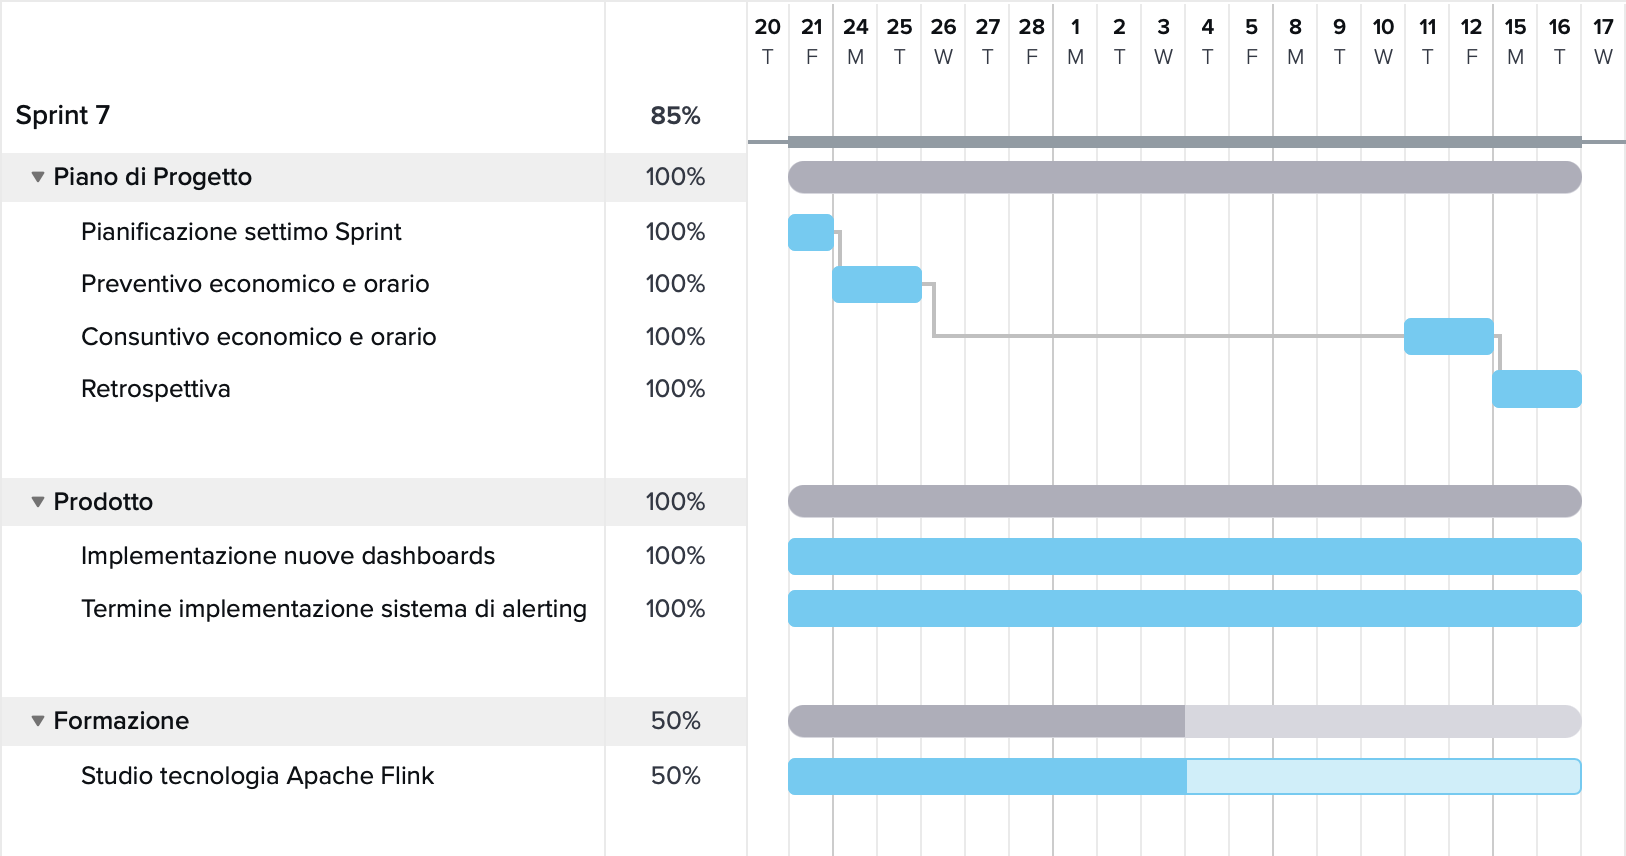 20 21 24 25 26 27 28 1 2 3 4 5 8 9 10 11 12 15 16 17
T F M T W T F M T W T F M T W T F M T W
Sprint 7 85%
Piano di Progetto 100%
Pianificazione settimo Sprint 100%
Preventivo economico e orario 100%
Consuntivo economico e orario 100%
Retrospettiva 100%
Prodotto 100%
Implementazione nuove dashboards 100%
Termine implementazione sistema di alerting 100%
Formazione 50%
Studio tecnologia Apache Flink 50%